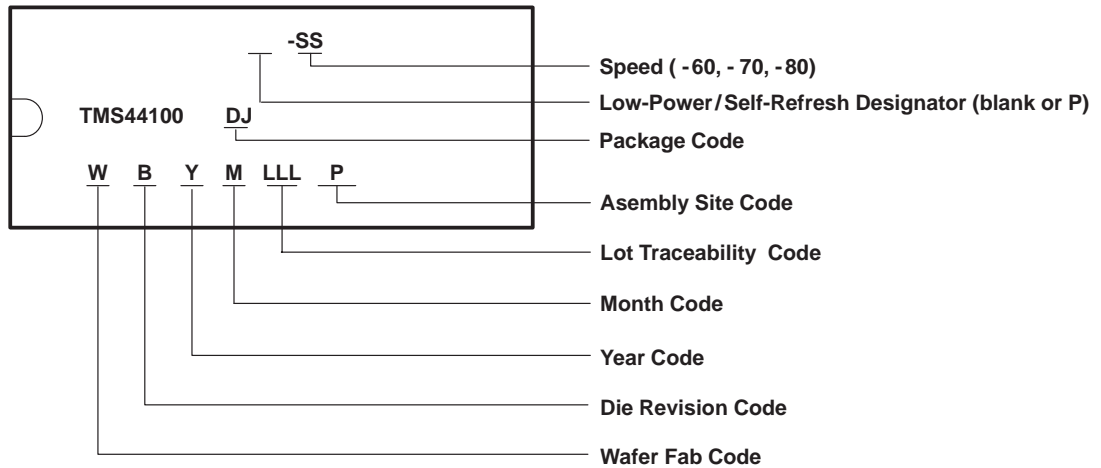 -SS
Speed ( -60, - 70, -80)
Low-Power/Self-Refresh Designator (blank or P)
TMS44100 DJ
Package Code
W B Y M LLL P
Asembly Site Code
Lot Traceability Code
Month Code
Year Code
Die Revision Code
Wafer Fab Code